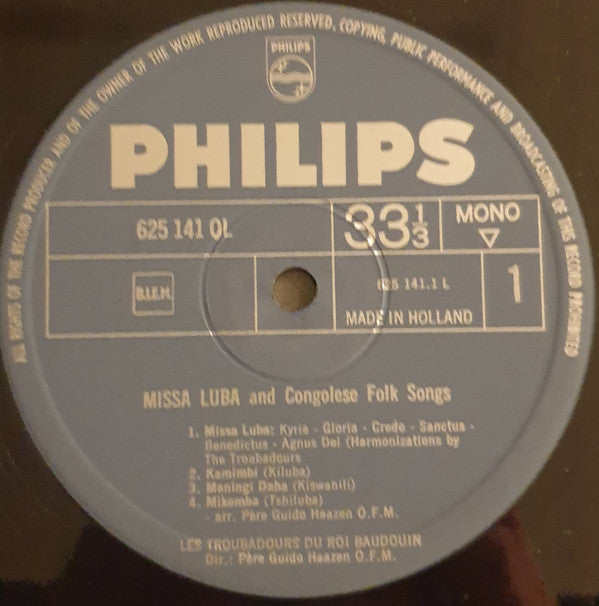 ALL RIGHTS OF THE RECORD PRODUCER AND OF THE OWNER OF THE WORK REPRODUCED RESERVED. COPYING, PUBLIC PERFORMANCE AND BROADCASTING OF THIS RECORD PROHIBITED
PHILIPS
PHILIPS
625 141 QL
33⅓
MONO
B.I.E.M.
625 141.1 L
1
MADE IN HOLLAND
MISSA LUBA and Congolese Folk Songs
1. Missa Luba: Kyrie - Gloria - Credo - Sanctus -
Benedictus - Agnus Dei (Harmonizations by
The Troubadours
2. Kamimbi (Kiluba)
3. Maningi Daba (Kiswahili)
4. Mikomba (Tshiluba)
- arr. Père Guido Haazen O.F.M.
LES TROUBADOURS DU ROI BAUDOUIN
Dir.: Père Guido Haazen O.F.M.